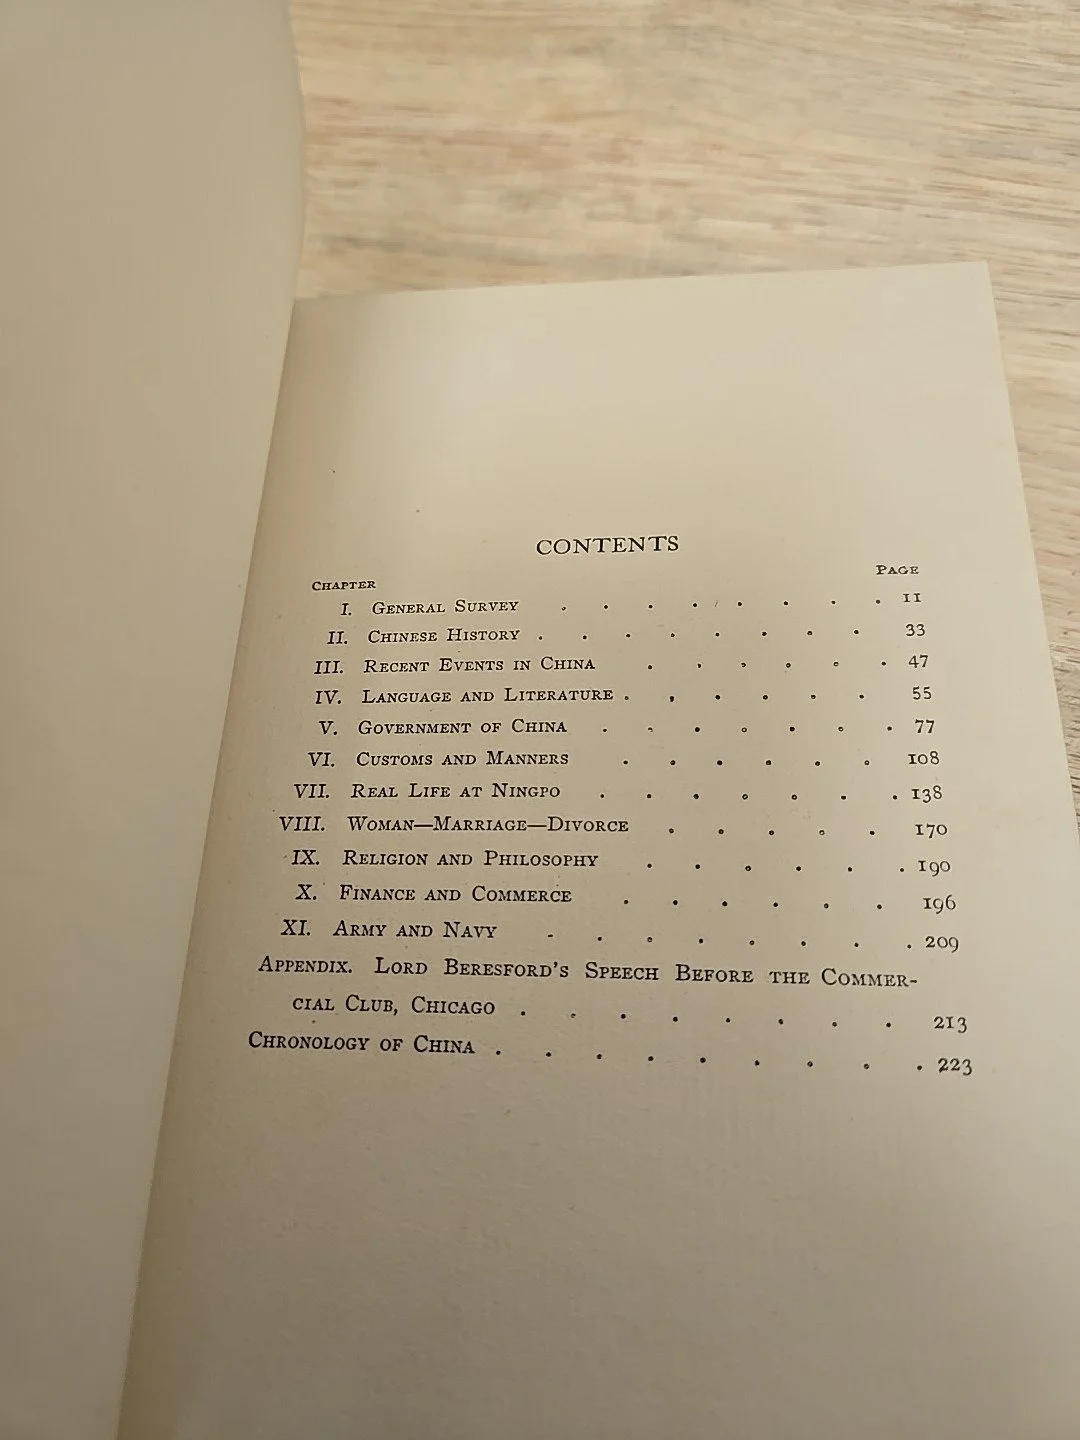 CONTENTS
CHAPTER PAGE
I. GENERAL SURVEY . . . . . . . . 11
II. CHINESE HISTORY . . . . . . . . 33
III. RECENT EVENTS IN CHINA . . . . . . 47
IV. LANGUAGE AND LITERATURE . . . . . . 55
V. GOVERNMENT OF CHINA . . . . . . . 77
VI. CUSTOMS AND MANNERS . . . . . . 108
VII. REAL LIFE AT NINGPO . . . . . . . 138
VIII. WOMAN—MARRIAGE—DIVORCE . . . . . 170
IX. RELIGION AND PHILOSOPHY . . . . . . 190
X. FINANCE AND COMMERCE . . . . . . 196
XI. ARMY AND NAVY . . . . . . . . 209
APPENDIX. LORD BERESFORD'S SPEECH BEFORE THE COMMER-
CIAL CLUB, CHICAGO . . . . . . . . 213
CHRONOLOGY OF CHINA . . . . . . . . . 223